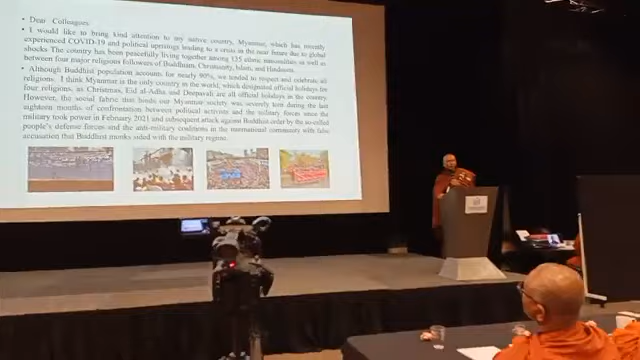 • Dear Colleagues
• I would like to bring kind attention to my native country, Myanmar, which has recently
experienced COVID-19 and political uprisings leading to a crisis in the near future due to global
shocks The country has been peacefully living together among 135 ethnic nationalities as well as
between four major religions followers of Buddhism, Christianity, Islam, and Hinduism.
• Although Buddhist population accounts for nearly 90%, we tended to respect and celebrate all
religions. I think Myanmar is the only country in the world, which designated official holidays for
four religions, as Christmas, Eid al-Adha and Deepavali are all official holidays in the country.
However, the social fabric that bonds our Myanmar society was severely torn during the last
eighteen months of confrontation between political activists and the military forces since the
military took power in February 2021 and subsequent attack against Buddhist order by the so-called
people's defense forces and the anti-military coalitions in the international community with false
accusation that Buddhist monks sided with the military regime.